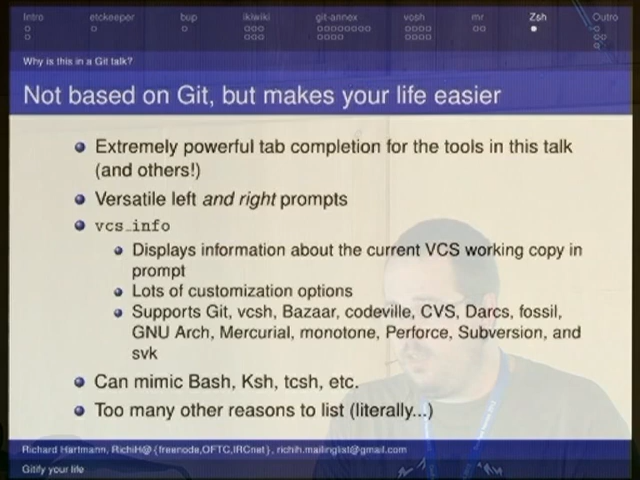 Intro etckeeper bup ikiwiki git-annex vcsh mr Zsh Outro
Why is this in a Git talk?
Not based on Git, but makes your life easier
Extremely powerful tab completion for the tools in this talk
(and others!)
Versatile left and right prompts
vcs_info
Displays information about the current VCS working copy in
prompt
Lots of customization options
Supports Git, vcsh, Bazaar, codeville, CVS, Darcs, fossil,
GNU Arch, Mercurial, monotone, Perforce, Subversion, and
svk
Can mimic Bash, Ksh, tcsh, etc.
Too many other reasons to list (literally...)
Richard Hartmann, RichiH@{freenode,OFTC,IRCnet}, richih.mailinglist@gmail.com
Gitify your life